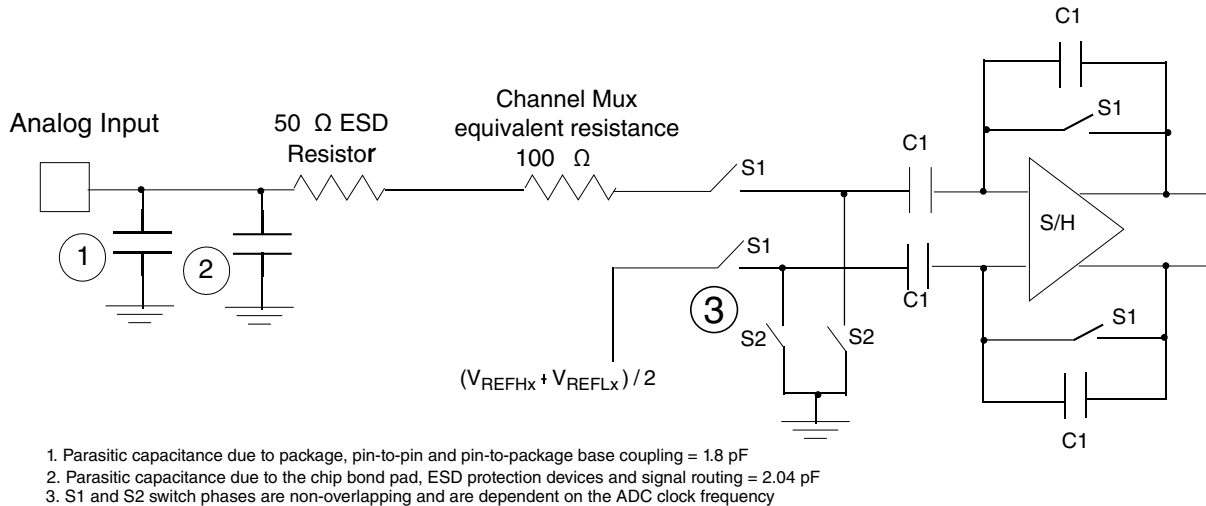 C1
S1
Channel Mux
equivalent resistance
100 Ω
Analog Input
50 Ω ESD
Resistor
S1
C1
S/H
1
2
S1
3
C1
S2
S2
S1
(VREFHx + VREFLx) / 2
C1
1. Parasitic capacitance due to package, pin-to-pin and pin-to-package base coupling = 1.8 pF
2. Parasitic capacitance due to the chip bond pad, ESD protection devices and signal routing = 2.04 pF
3. S1 and S2 switch phases are non-overlapping and are dependent on the ADC clock frequency